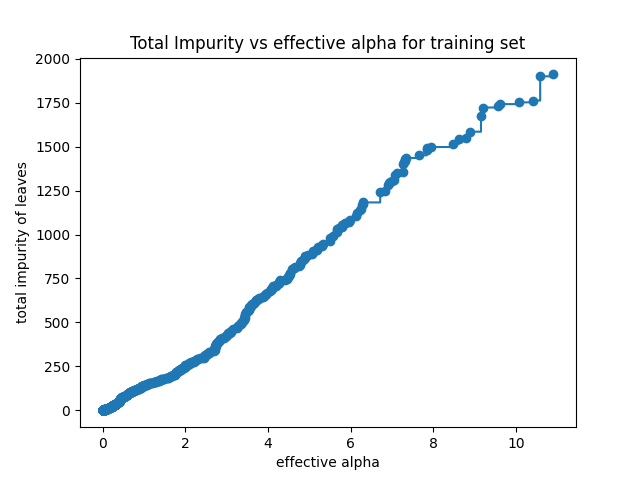 Total Impurity vs effective alpha for training set
2000
1750
1500
1250
1000
750
500
250
0
total impurity of leaves
0 2 4 6 8 10
effective alpha